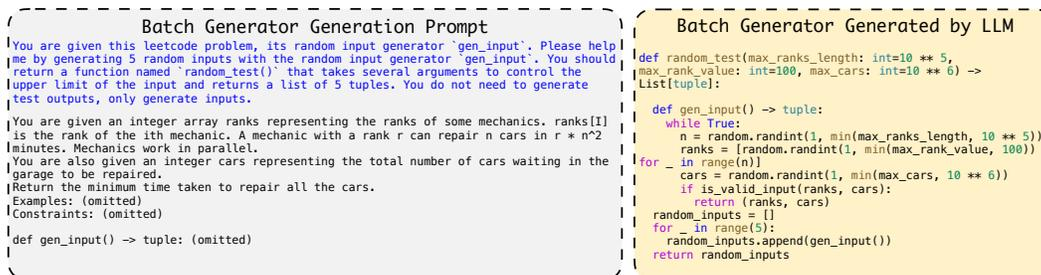 Batch Generator Generation Prompt
You are given this leetcode problem, its random input generator `gen_input`. Please help
me by generating 5 random inputs with the random input generator `gen_input`. You should
return a function named `random_test()` that takes several arguments to control the
upper limit of the input and returns a list of 5 tuples. You do not need to generate
test outputs, only generate inputs.
You are given an integer array ranks representing the ranks of some mechanics. ranks[I]
is the rank of the ith mechanic. A mechanic with a rank r can repair n cars in r * n^2
minutes. Mechanics work in parallel.
You are also given an integer cars representing the total number of cars waiting in the
garage to be repaired.
Return the minimum time taken to repair all the cars.
Examples: (omitted)
Constraints: (omitted)
def gen_input() -> tuple: (omitted)
Batch Generator Generated by LLM
def random_test(max_ranks_length: int=10 ** 5,
max_rank_value: int=100, max_cars: int=10 ** 6) ->
List[tuple]:
def gen_input() -> tuple:
while True:
n = random.randint(1, min(max_ranks_length, 10 ** 5))
ranks = [random.randint(1, min(max_rank_value, 100))
for _ in range(n)]
cars = random.randint(1, min(max_cars, 10 ** 6))
if is_valid_input(ranks, cars):
return (ranks, cars)
random_inputs = []
for _ in range(5):
random_inputs.append(gen_input())
return random_inputs